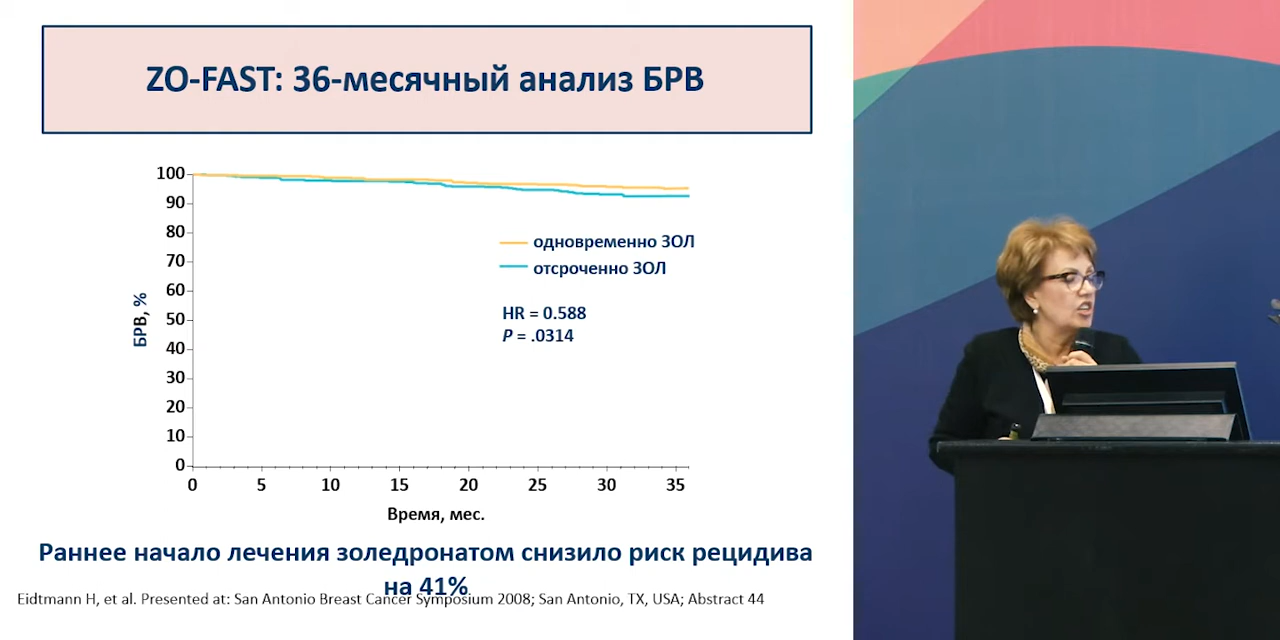 ZO-FAST: 36-месячный анализ БРВ
100
90
80
70
60
50
40
30
20
10
0
БРВ, %
одновременно ЗОЛ
отсроченно ЗОЛ
HR = 0.588
P = .0314
0 5 10 15 20 25 30 35
Время, мес.
Раннее начало лечения золедронатом снизило риск рецидива
на 41%
Eidtmann H, et al. Presented at: San Antonio Breast Cancer Symposium 2008; San Antonio, TX, USA; Abstract 44